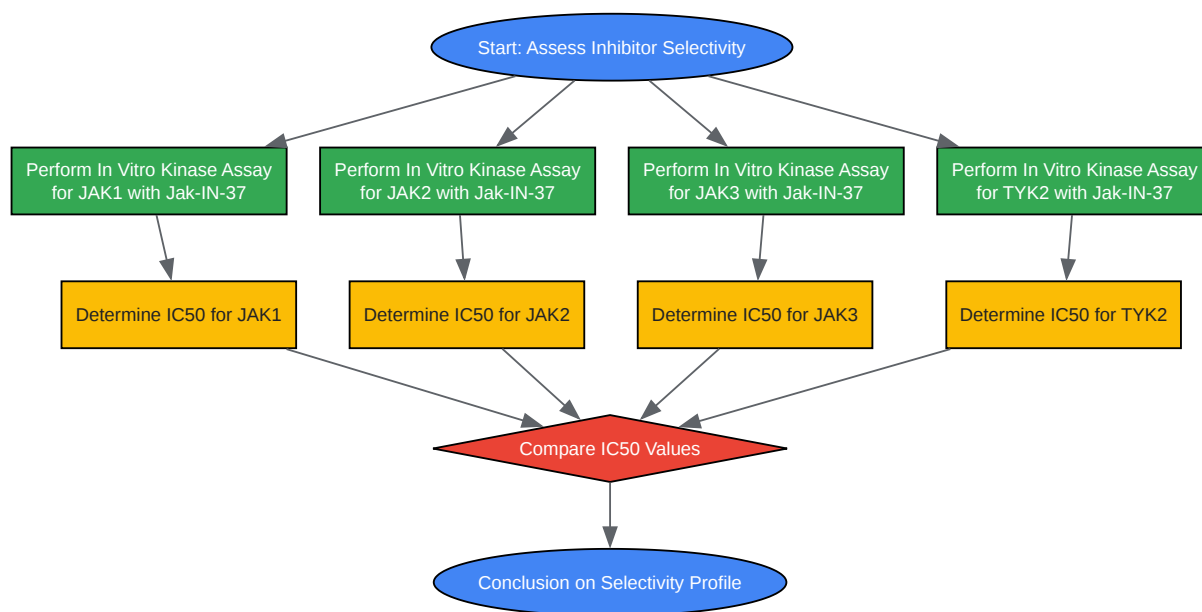 Start: Assess Inhibitor Selectivity
Perform In Vitro Kinase Assay
for JAK1 with Jak-IN-37
Perform In Vitro Kinase Assay
for JAK2 with Jak-IN-37
Perform In Vitro Kinase Assay
for JAK3 with Jak-IN-37
Perform In Vitro Kinase Assay
for TYK2 with Jak-IN-37
Determine IC50 for JAK1
Determine IC50 for JAK2
Determine IC50 for JAK3
Determine IC50 for TYK2
Compare IC50 Values
Conclusion on Selectivity Profile